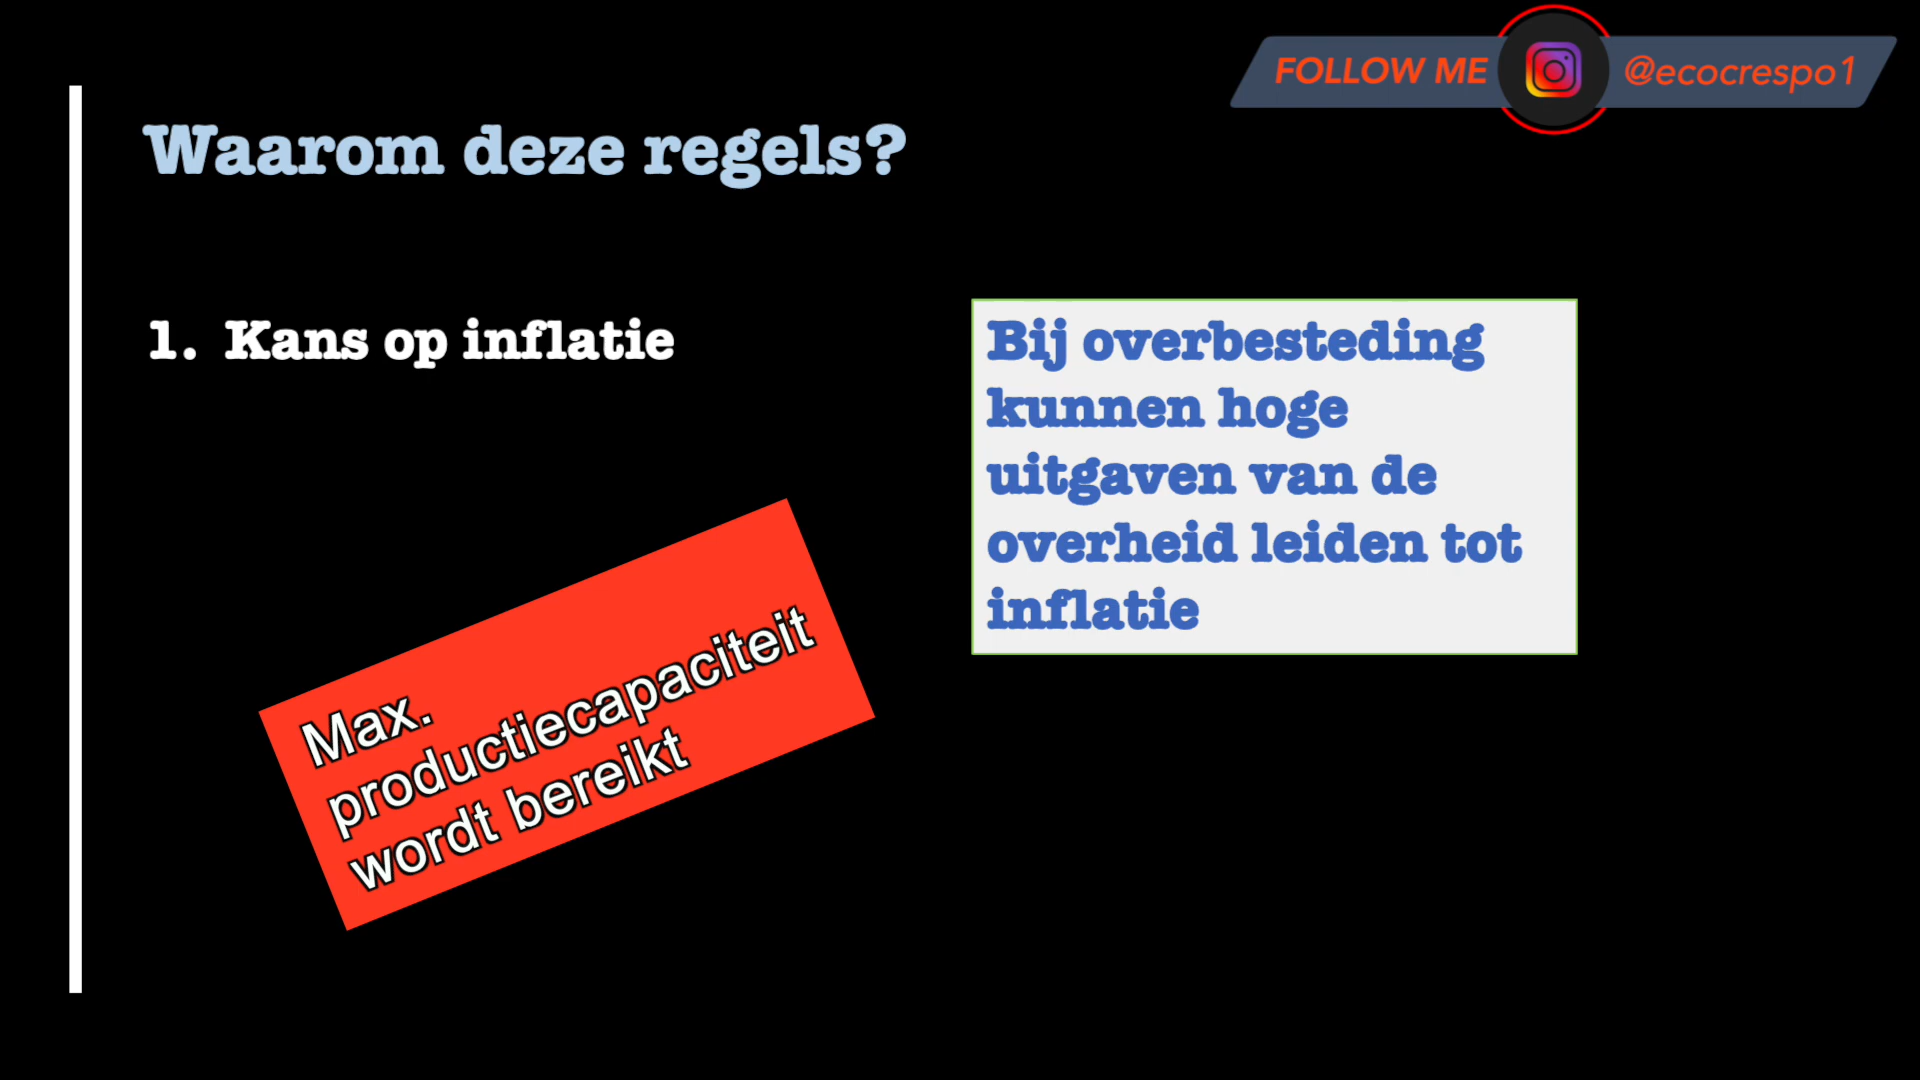 FOLLOW ME @ecocrespo1
Waarom deze regels?
1. Kans op inflatie
Bij overbesteding
kunnen hoge
uitgaven van de
overheid leiden tot
inflatie
Max.
productiecapaciteit
wordt bereikt